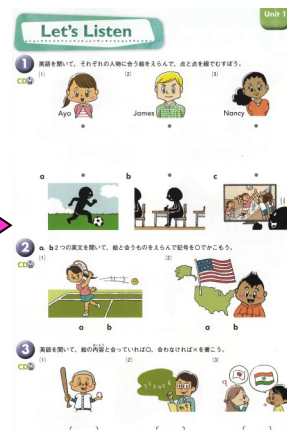 Unit 1
Let's Listen
1 英語を聞いて、それぞれの人物に合う絵をえらんで、点と点を線でむすぼう。
CD
(1) (2) (3)
Aya James Nancy
a b c
2 a, b 2つの英文を聞いて、絵と合うものをえらんで記号を○でかこもう。
CD
(1) (2)
a b a b
3 英語を聞いて、絵の内容と合っていれば○、合わなければ×を書こう。
CD
(1) (2) (3)